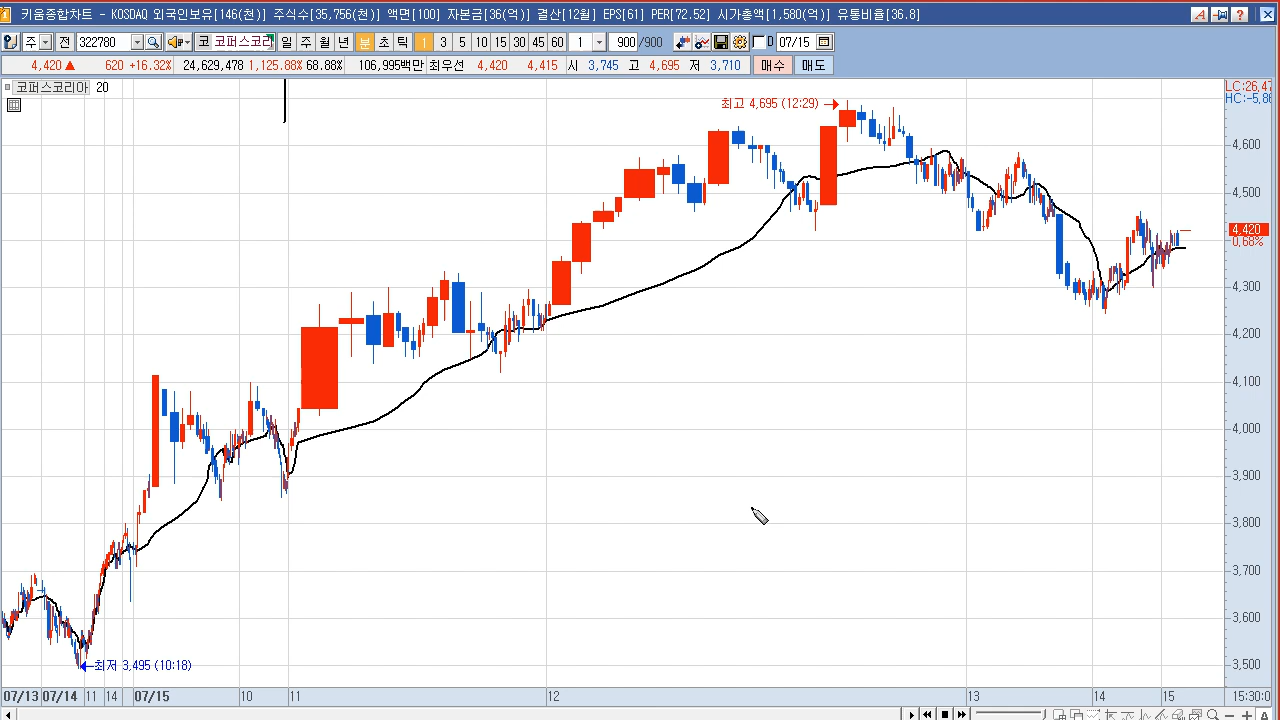 키움종합차트 - KOSDAQ 외국인보유[146(천)] 주식수[35,756(천)] 액면[100] 자본금[36(억)] 결산[12월] EPS[61] PER[72.52] 시가총액[1,580(억)] 유통비율[36.8]
주 전 322780 코 코퍼스코리 일 주 월 년 분 초 틱 1 3 5 10 15 30 45 60 1 900 /900 D 07/15
4,420 ▲ 620 +16.32% 24,629,478 1,125.88% 68.88% 106,995백만 최우선 4,420 4,415 시 3,745 고 4,695 저 3,710 매수 매도
코퍼스코리아 20
LC:26,47
HC:-5,86
최고 4,695 (12:29)
4,600
4,500
4,420
0,68%
4,300
4,200
4,100
4,000
3,900
3,800
3,700
3,600
최저 3,495 (10:18)
3,500
07/13 07/14 11 14 07/15 10 11 12 13 14 15 15:30:0